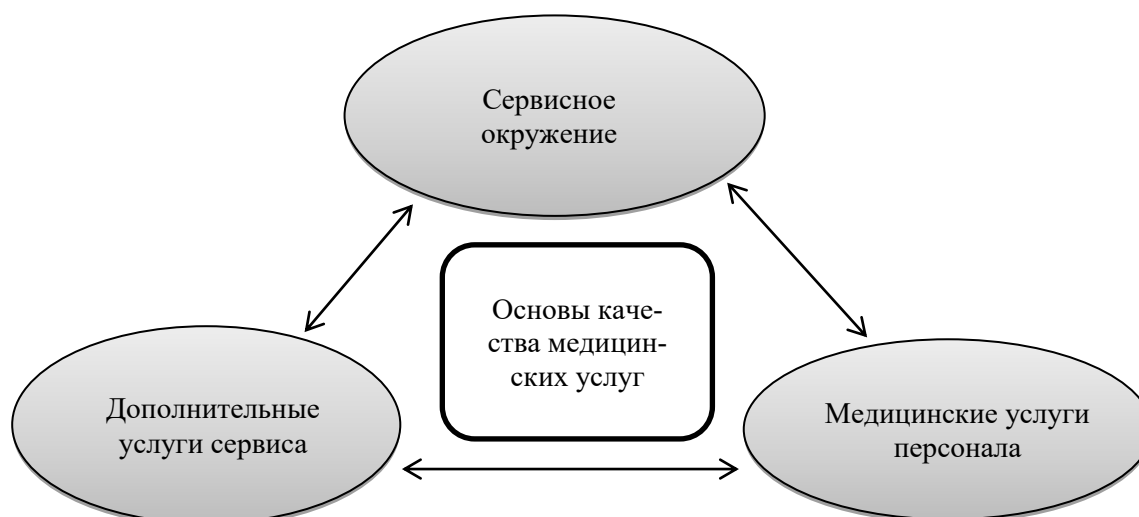 Сервисное
окружение
Основы каче-
ства медицин-
ских услуг
Дополнительные
услуги сервиса
Медицинские услуги
персонала